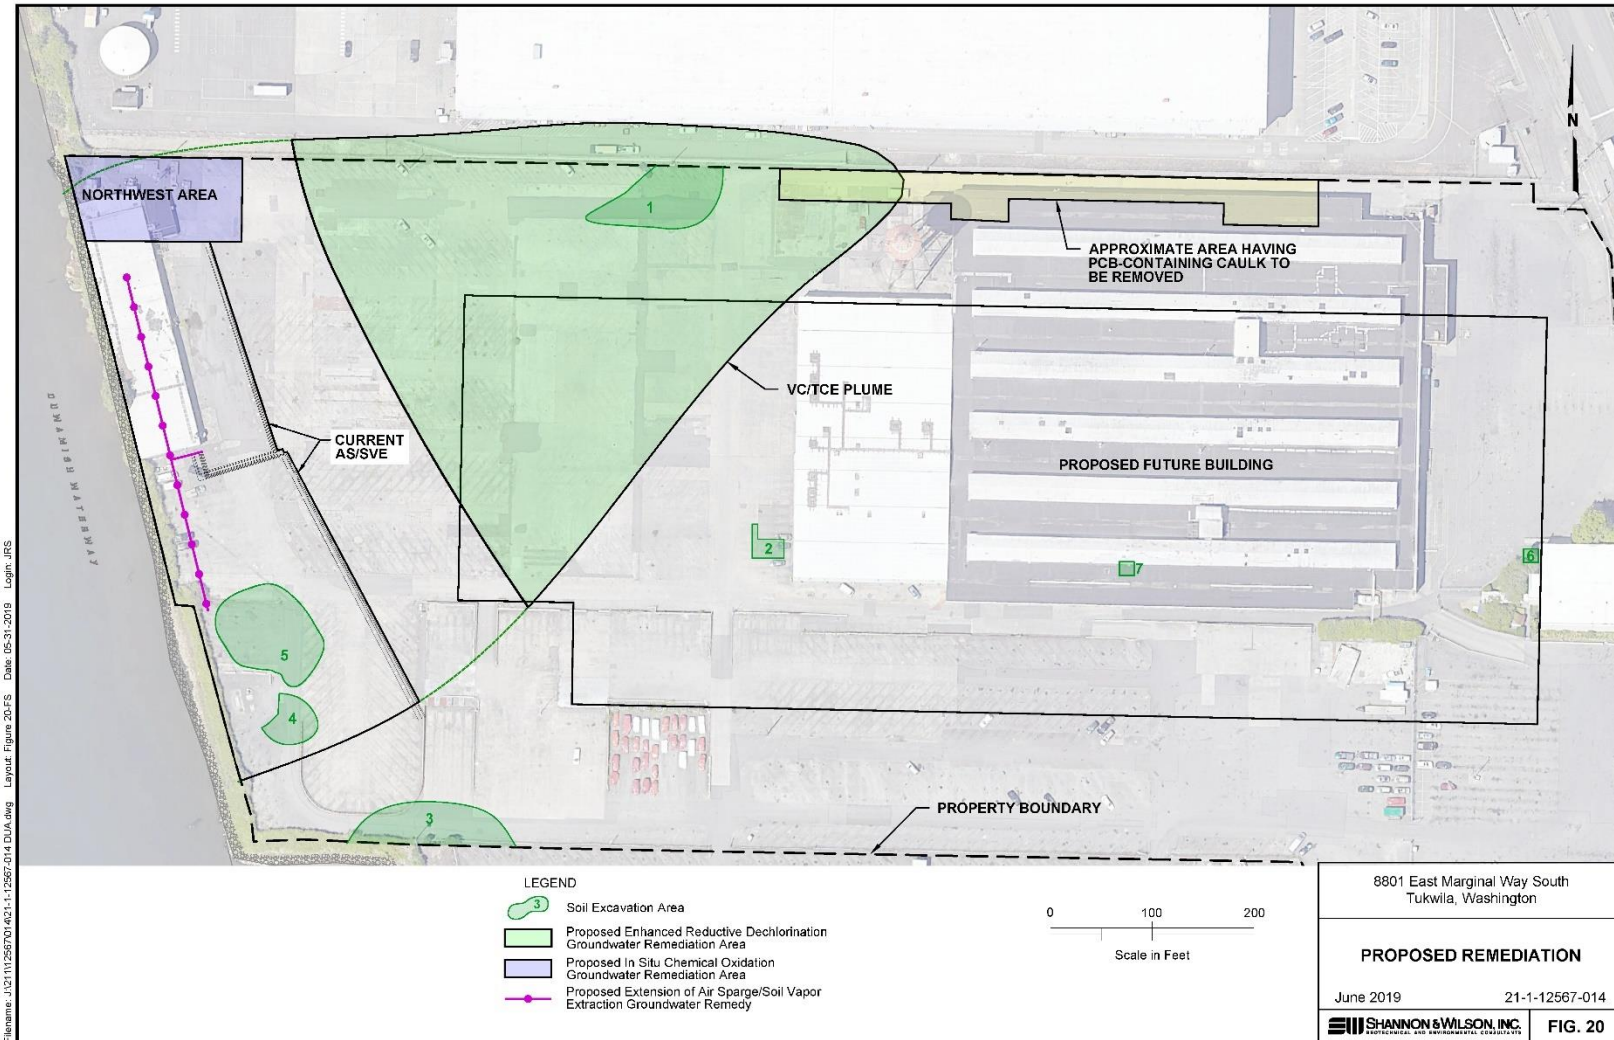 N
NORTHWEST AREA
1
APPROXIMATE AREA HAVING
PCB-CONTAINING CAULK TO
BE REMOVED
VC/TCE PLUME
CURRENT
AS/SVE
PROPOSED FUTURE BUILDING
DUWAMISH WATERWAY
2
7
6
5
4
3
PROPERTY BOUNDARY
LEGEND
3
Soil Excavation Area
Proposed Enhanced Reductive Dechlorination
Groundwater Remediation Area
Proposed In Situ Chemical Oxidation
Groundwater Remediation Area
Proposed Extension of Air Sparge/Soil Vapor
Extraction Groundwater Remedy
0 100 200
Scale in Feet
8801 East Marginal Way South
Tukwila, Washington
PROPOSED REMEDIATION
June 2019 21-1-12567-014
SHANNON & WILSON, INC.
GEOTECHNICAL AND ENVIRONMENTAL CONSULTANTS
FIG. 20
Filename: J:\211\12567\014\21-1-12567-014 DUA.dwg Layout: Figure 20-FS Date: 05-31-2019 Login: JRS